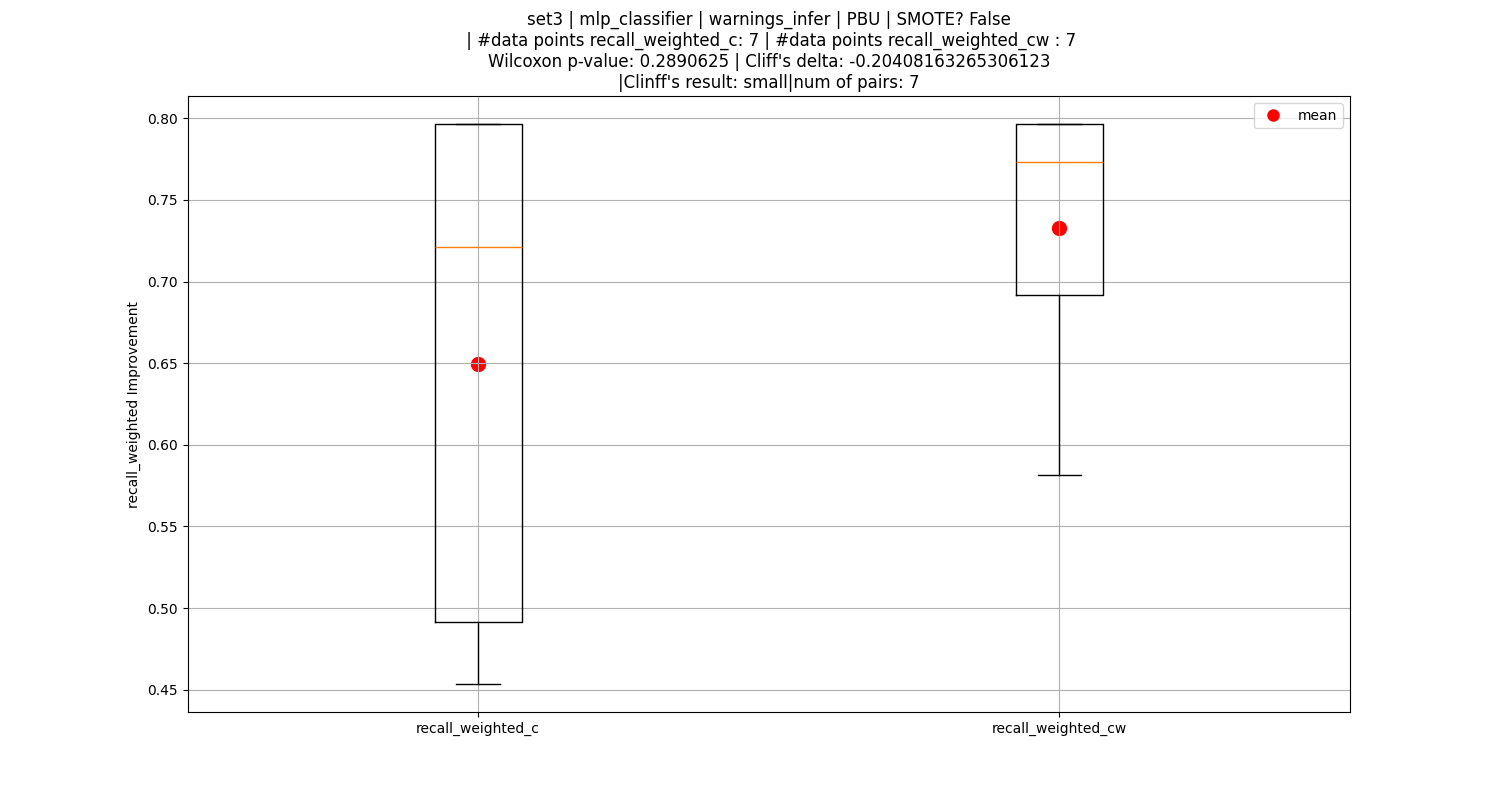 set3 | mlp_classifier | warnings_infer | PBU | SMOTE? False
| #data points recall_weighted_c: 7 | #data points recall_weighted_cw : 7
Wilcoxon p-value: 0.2890625 | Cliff's delta: -0.20408163265306123
|Clinff's result: small|num of pairs: 7
mean
0.80
0.75
0.70
0.65
0.60
0.55
0.50
0.45
recall_weighted Improvement
recall_weighted_c
recall_weighted_cw